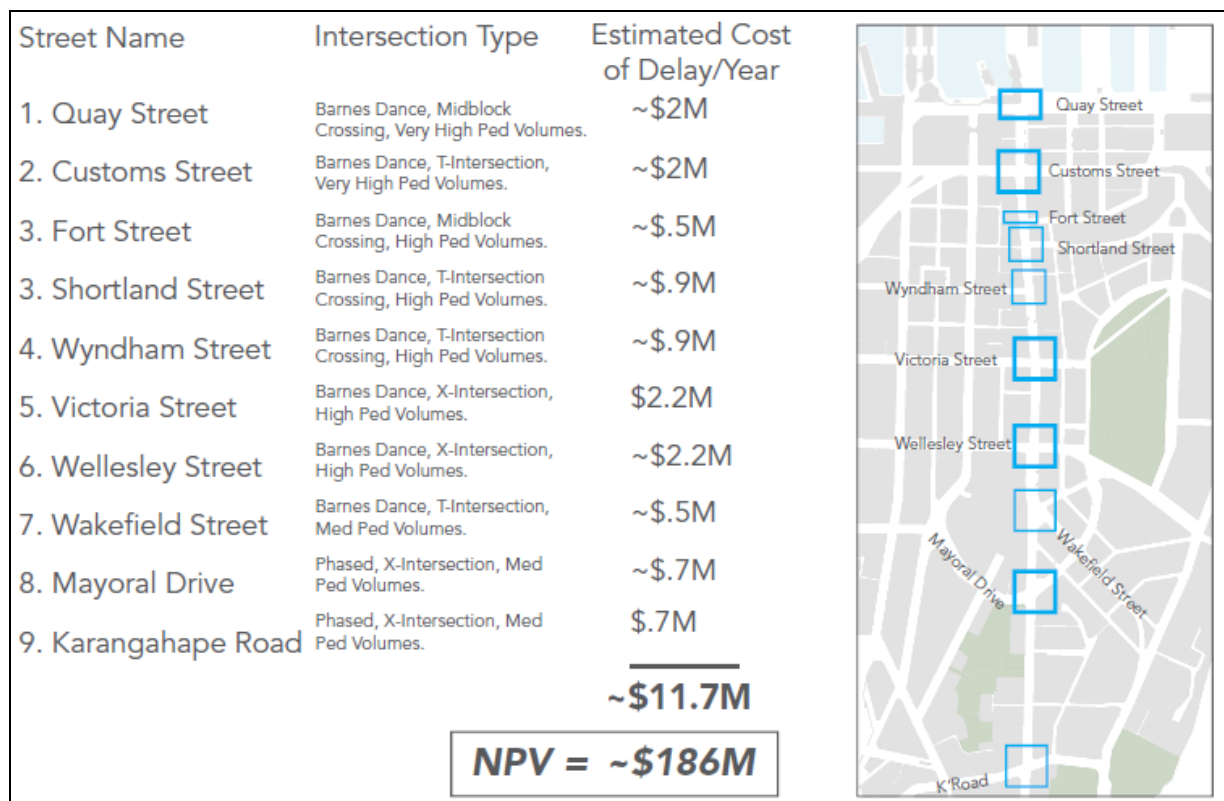 Street Name
Intersection Type
Estimated Cost
of Delay/Year
1. Quay Street
Barnes Dance, Midblock
Crossing, Very High Ped Volumes.
~$2M
2. Customs Street
Barnes Dance, T-Intersection,
Very High Ped Volumes.
~$2M
3. Fort Street
Barnes Dance, Midblock
Crossing, High Ped Volumes.
~$.5M
3. Shortland Street
Barnes Dance, T-Intersection
Crossing, High Ped Volumes.
~$.9M
4. Wyndham Street
Barnes Dance, T-Intersection
Crossing, High Ped Volumes.
~$.9M
5. Victoria Street
Barnes Dance, X-Intersection,
High Ped Volumes.
$2.2M
6. Wellesley Street
Barnes Dance, X-Intersection,
High Ped Volumes.
~$2.2M
7. Wakefield Street
Barnes Dance, T-Intersection,
Med Ped Volumes.
~$.5M
8. Mayoral Drive
Phased, X-Intersection, Med
Ped Volumes.
~$.7M
9. Karangahape Road
Phased, X-Intersection, Med
Ped Volumes.
$.7M
~$11.7M
NPV = ~$186M
Quay Street
Customs Street
Fort Street
Shortland Street
Wyndham Street
Victoria Street
Wellesley Street
Wakefield Street
Mayoral Drive
K'Road